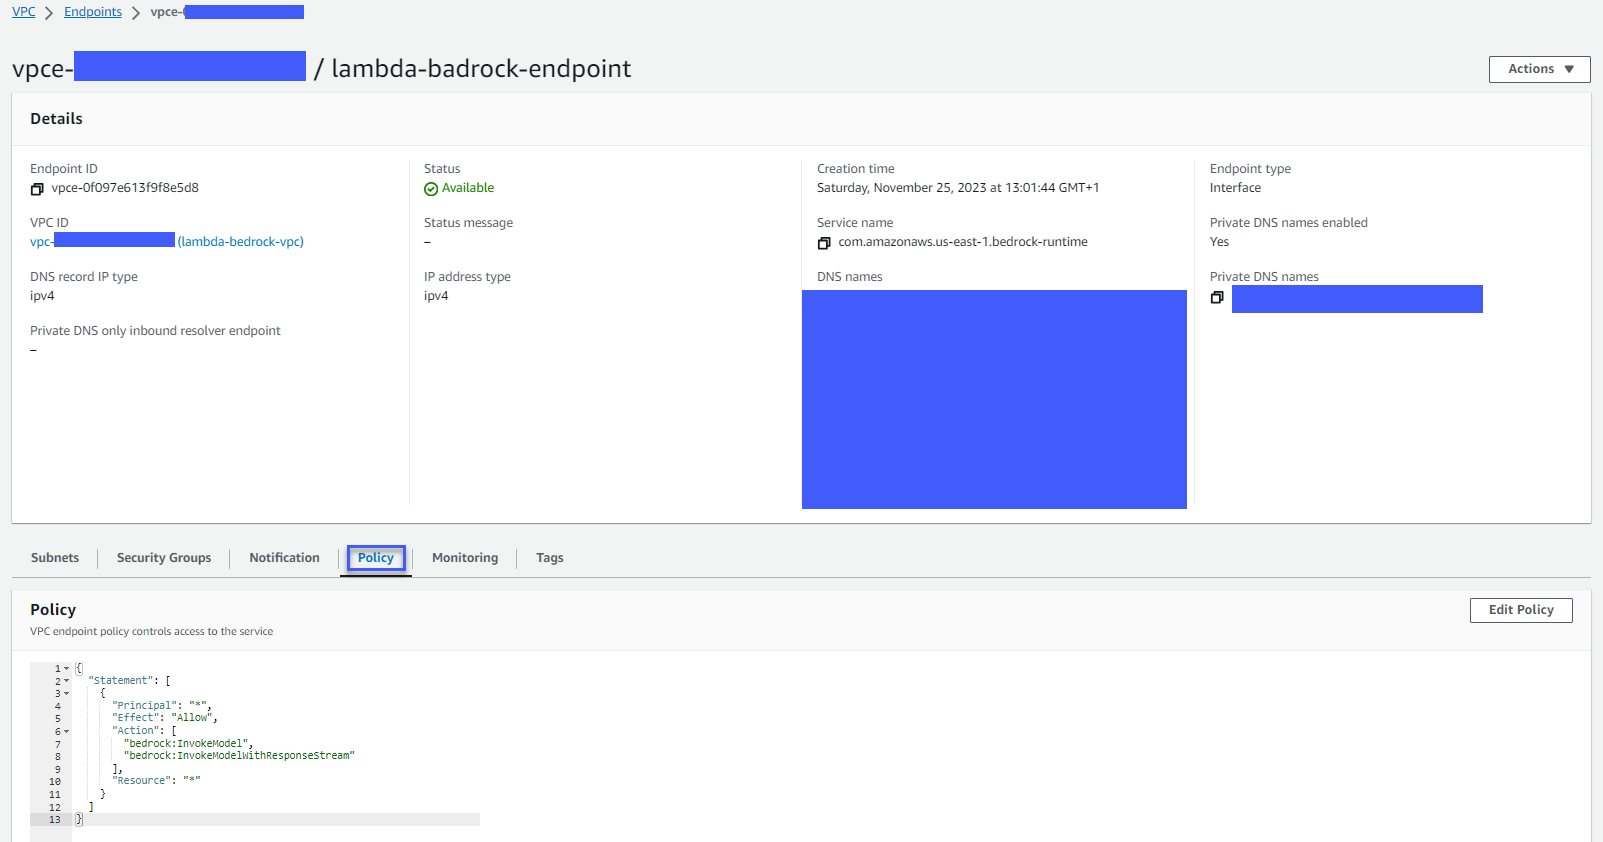 VPC > Endpoints > vpce-
vpce- / lambda-badrock-endpoint
Actions
Details
Endpoint ID
vpce-0f097e613f9f8e5d8
Status
Available
Creation time
Saturday, November 25, 2023 at 13:01:44 GMT+1
Endpoint type
Interface
VPC ID
vpc- (lambda-bedrock-vpc)
Status message
–
Service name
com.amazonaws.us-east-1.bedrock-runtime
Private DNS names enabled
Yes
DNS record IP type
ipv4
IP address type
ipv4
DNS names
Private DNS names
Private DNS only inbound resolver endpoint
–
Subnets
Security Groups
Notification
Policy
Monitoring
Tags
Policy
VPC endpoint policy controls access to the service
Edit Policy
1 {
2 "Statement": [
3 {
4 "Principal": "*",
5 "Effect": "Allow",
6 "Action": [
7 "bedrock:InvokeModel",
8 "bedrock:InvokeModelWithResponseStream"
9 ],
10 "Resource": "*"
11 }
12 ]
13 }